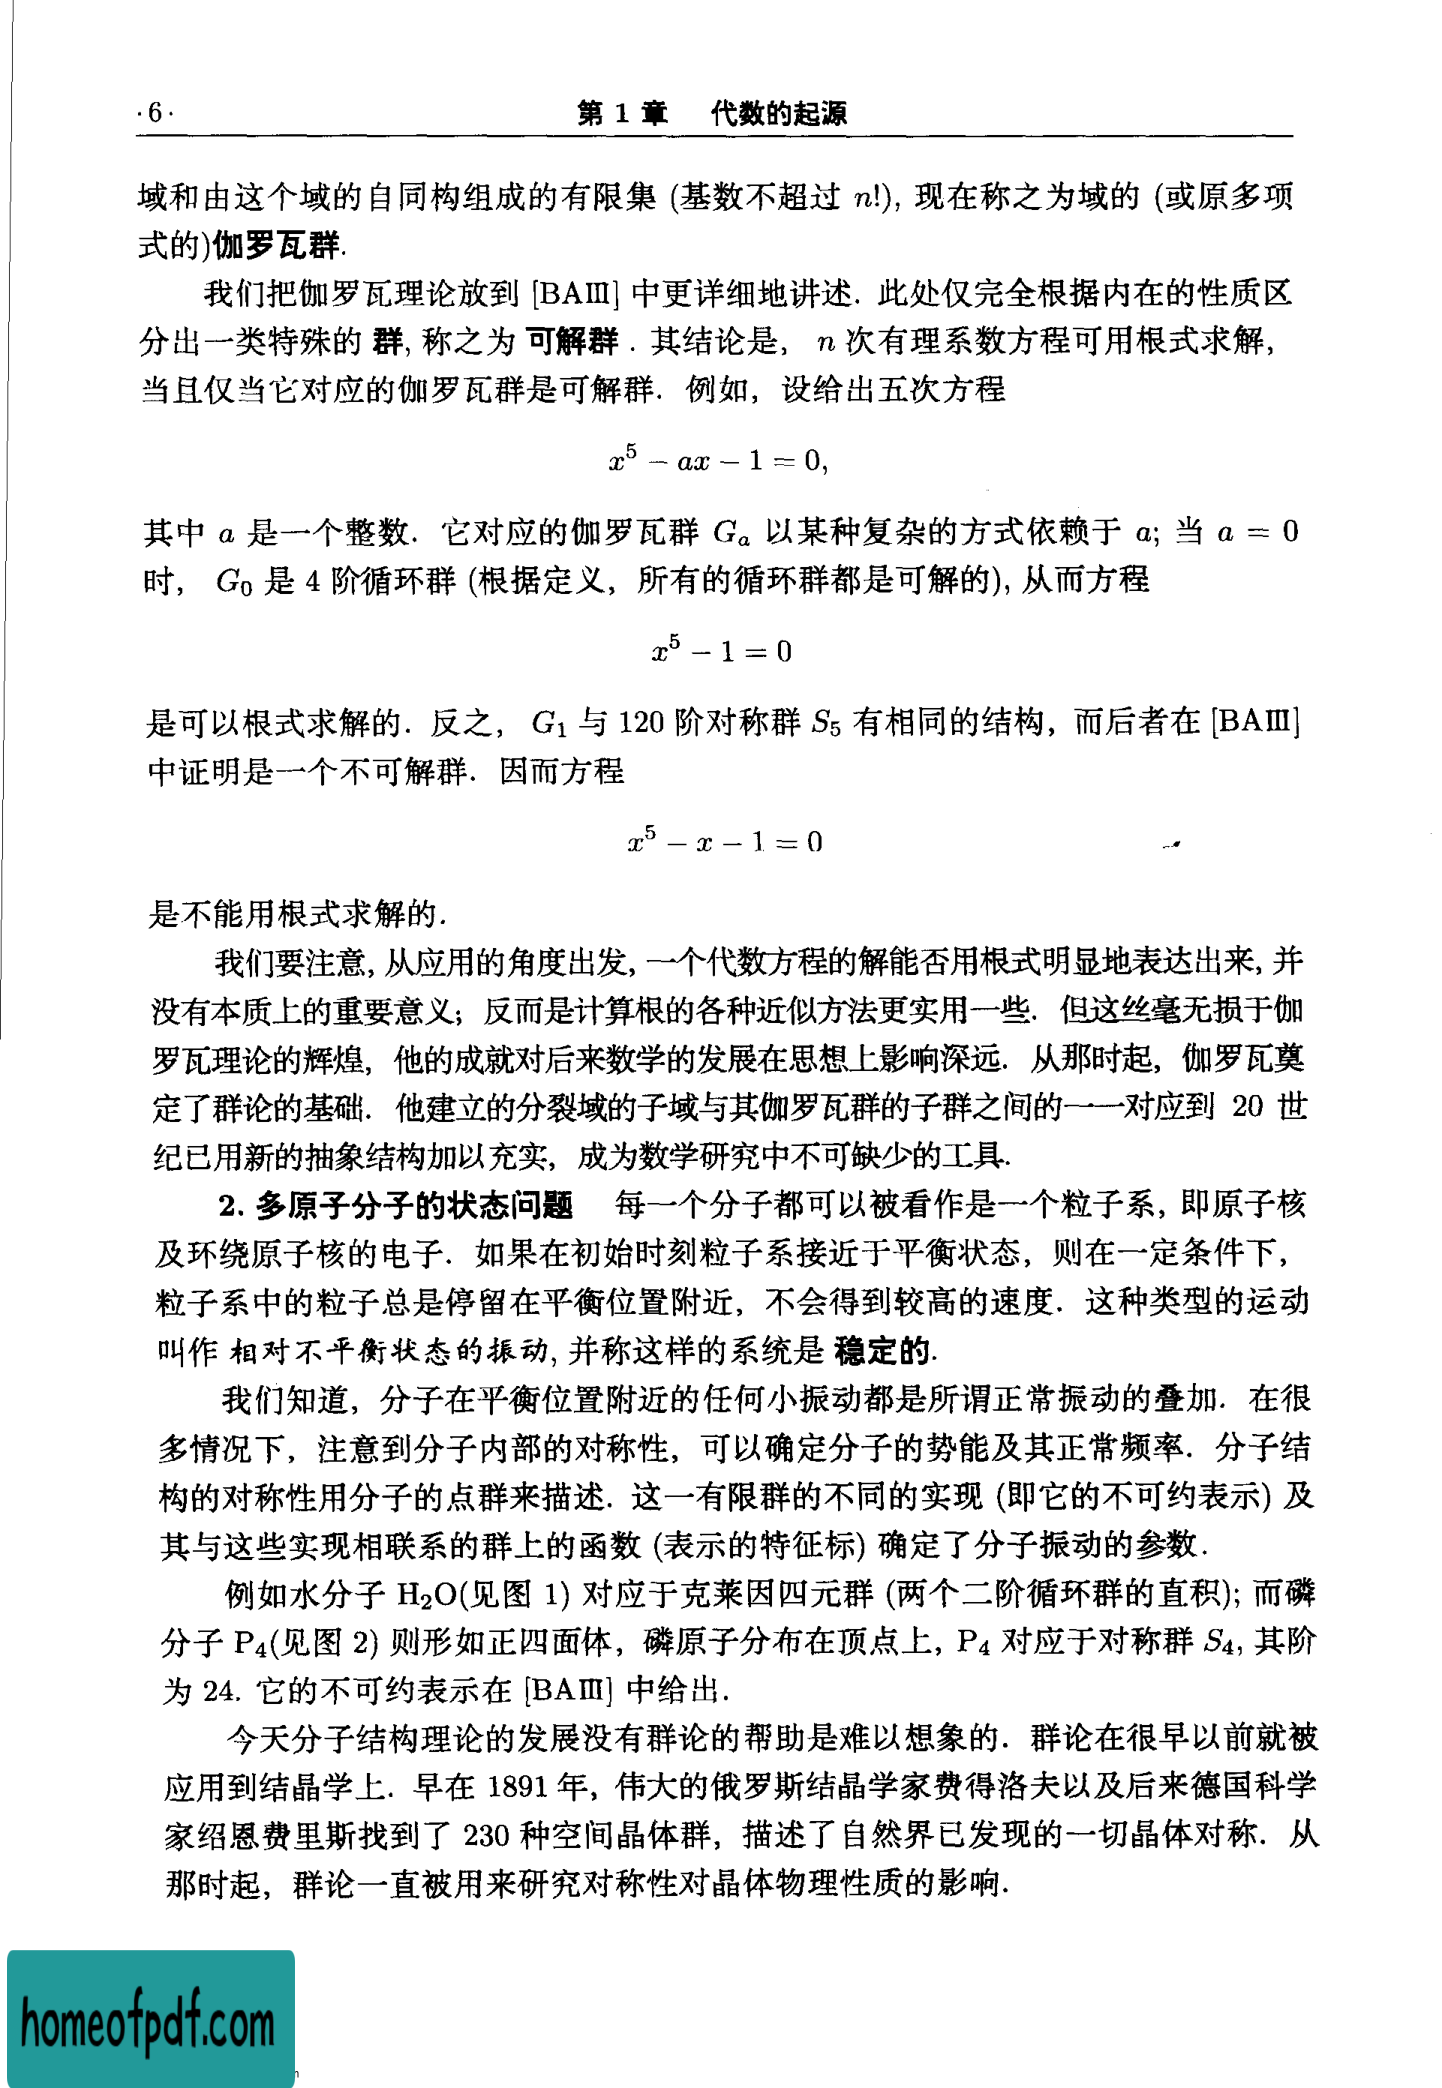 ·6·
第 1 章 代数的起源
域和由这个域的自同构组成的有限集 (基数不超过 n!), 现在称之为域的 (或原多项
式的)伽罗瓦群.
我们把伽罗瓦理论放到 [BAⅢ] 中更详细地讲述. 此处仅完全根据内在的性质区
分出一类特殊的 群, 称之为 可解群 . 其结论是, n 次有理系数方程可用根式求解,
当且仅当它对应的伽罗瓦群是可解群. 例如, 设给出五次方程
x⁵ − ax − 1 = 0,
其中 a 是一个整数. 它对应的伽罗瓦群 Gₐ 以某种复杂的方式依赖于 a; 当 a = 0
时, G₀ 是 4 阶循环群 (根据定义, 所有的循环群都是可解的), 从而方程
x⁵ − 1 = 0
是可以根式求解的. 反之, G₁ 与 120 阶对称群 S₅ 有相同的结构, 而后者在 [BAⅢ]
中证明是一个不可解群. 因而方程
x⁵ − x − 1 = 0
是不能用根式求解的.
我们要注意, 从应用的角度出发, 一个代数方程的解能否用根式明显地表达出来, 并
没有本质上的重要意义; 反而是计算根的各种近似方法更实用一些. 但这丝毫无损于伽
罗瓦理论的辉煌, 他的成就对后来数学的发展在思想上影响深远. 从那时起, 伽罗瓦奠
定了群论的基础. 他建立的分裂域的子域与其伽罗瓦群的子群之间的一一对应到 20 世
纪已用新的抽象结构加以充实, 成为数学研究中不可缺少的工具.
2. 多原子分子的状态问题 每一个分子都可以被看作是一个粒子系, 即原子核
及环绕原子核的电子. 如果在初始时刻粒子系接近于平衡状态, 则在一定条件下,
粒子系中的粒子总是停留在平衡位置附近, 不会得到较高的速度. 这种类型的运动
叫作 相对不平衡状态的振动, 并称这样的系统是 稳定的.
我们知道, 分子在平衡位置附近的任何小振动都是所谓正常振动的叠加. 在很
多情况下, 注意到分子内部的对称性, 可以确定分子的势能及其正常频率. 分子结
构的对称性用分子的点群来描述. 这一有限群的不同的实现 (即它的不可约表示) 及
其与这些实现相联系的群上的函数 (表示的特征标) 确定了分子振动的参数.
例如水分子 H₂O(见图 1) 对应于克莱因四元群 (两个二阶循环群的直积); 而磷
分子 P₄(见图 2) 则形如正四面体, 磷原子分布在顶点上, P₄ 对应于对称群 S₄, 其阶
为 24. 它的不可约表示在 [BAⅢ] 中给出.
今天分子结构理论的发展没有群论的帮助是难以想象的. 群论在很早以前就被
应用到结晶学上. 早在 1891 年, 伟大的俄罗斯结晶学家费得洛夫以及后来德国科学
家绍恩费里斯找到了 230 种空间晶体群, 描述了自然界已发现的一切晶体对称. 从
那时起, 群论一直被用来研究对称性对晶体物理性质的影响.
homeofpdf.com